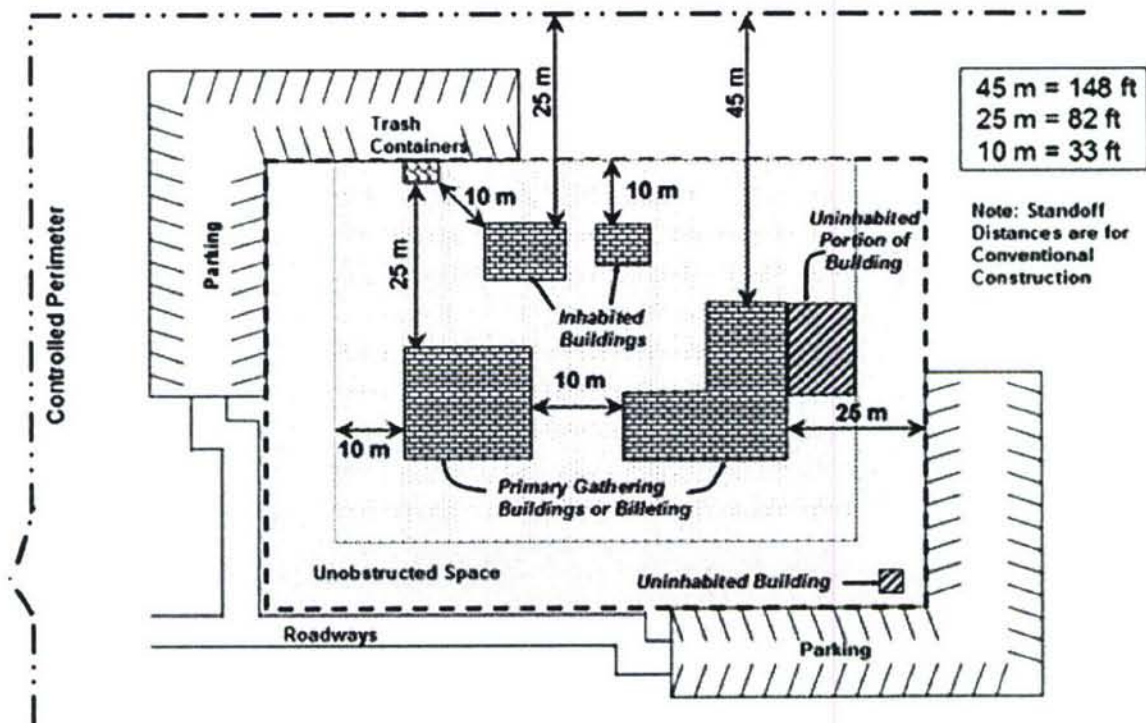 25 m
45 m
45 m = 148 ft
25 m = 82 ft
10 m = 33 ft
Trash
Containers
10 m
10 m
Uninhabited
Portion of
Building
Note: Standoff
Distances are for
Conventional
Construction
Controlled Perimeter
Parking
25 m
Inhabited
Buildings
10 m
10 m
25 m
Primary Gathering
Buildings or Billeting
Unobstructed Space
Uninhabited Building
Roadways
Parking